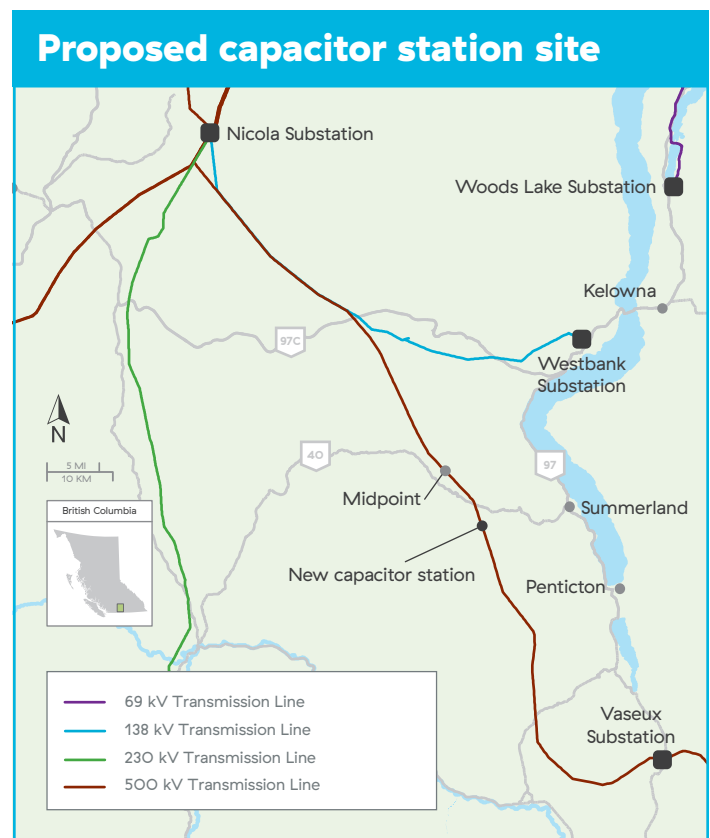 Proposed capacitor station site
Nicola Substation
Woods Lake Substation
Kelowna
97C
Westbank
Substation
N
5 MI
10 KM
40
97
Midpoint
Summerland
British Columbia
New capacitor station
Penticton
69 kV Transmission Line
138 kV Transmission Line
230 kV Transmission Line
500 kV Transmission Line
Vaseux
Substation